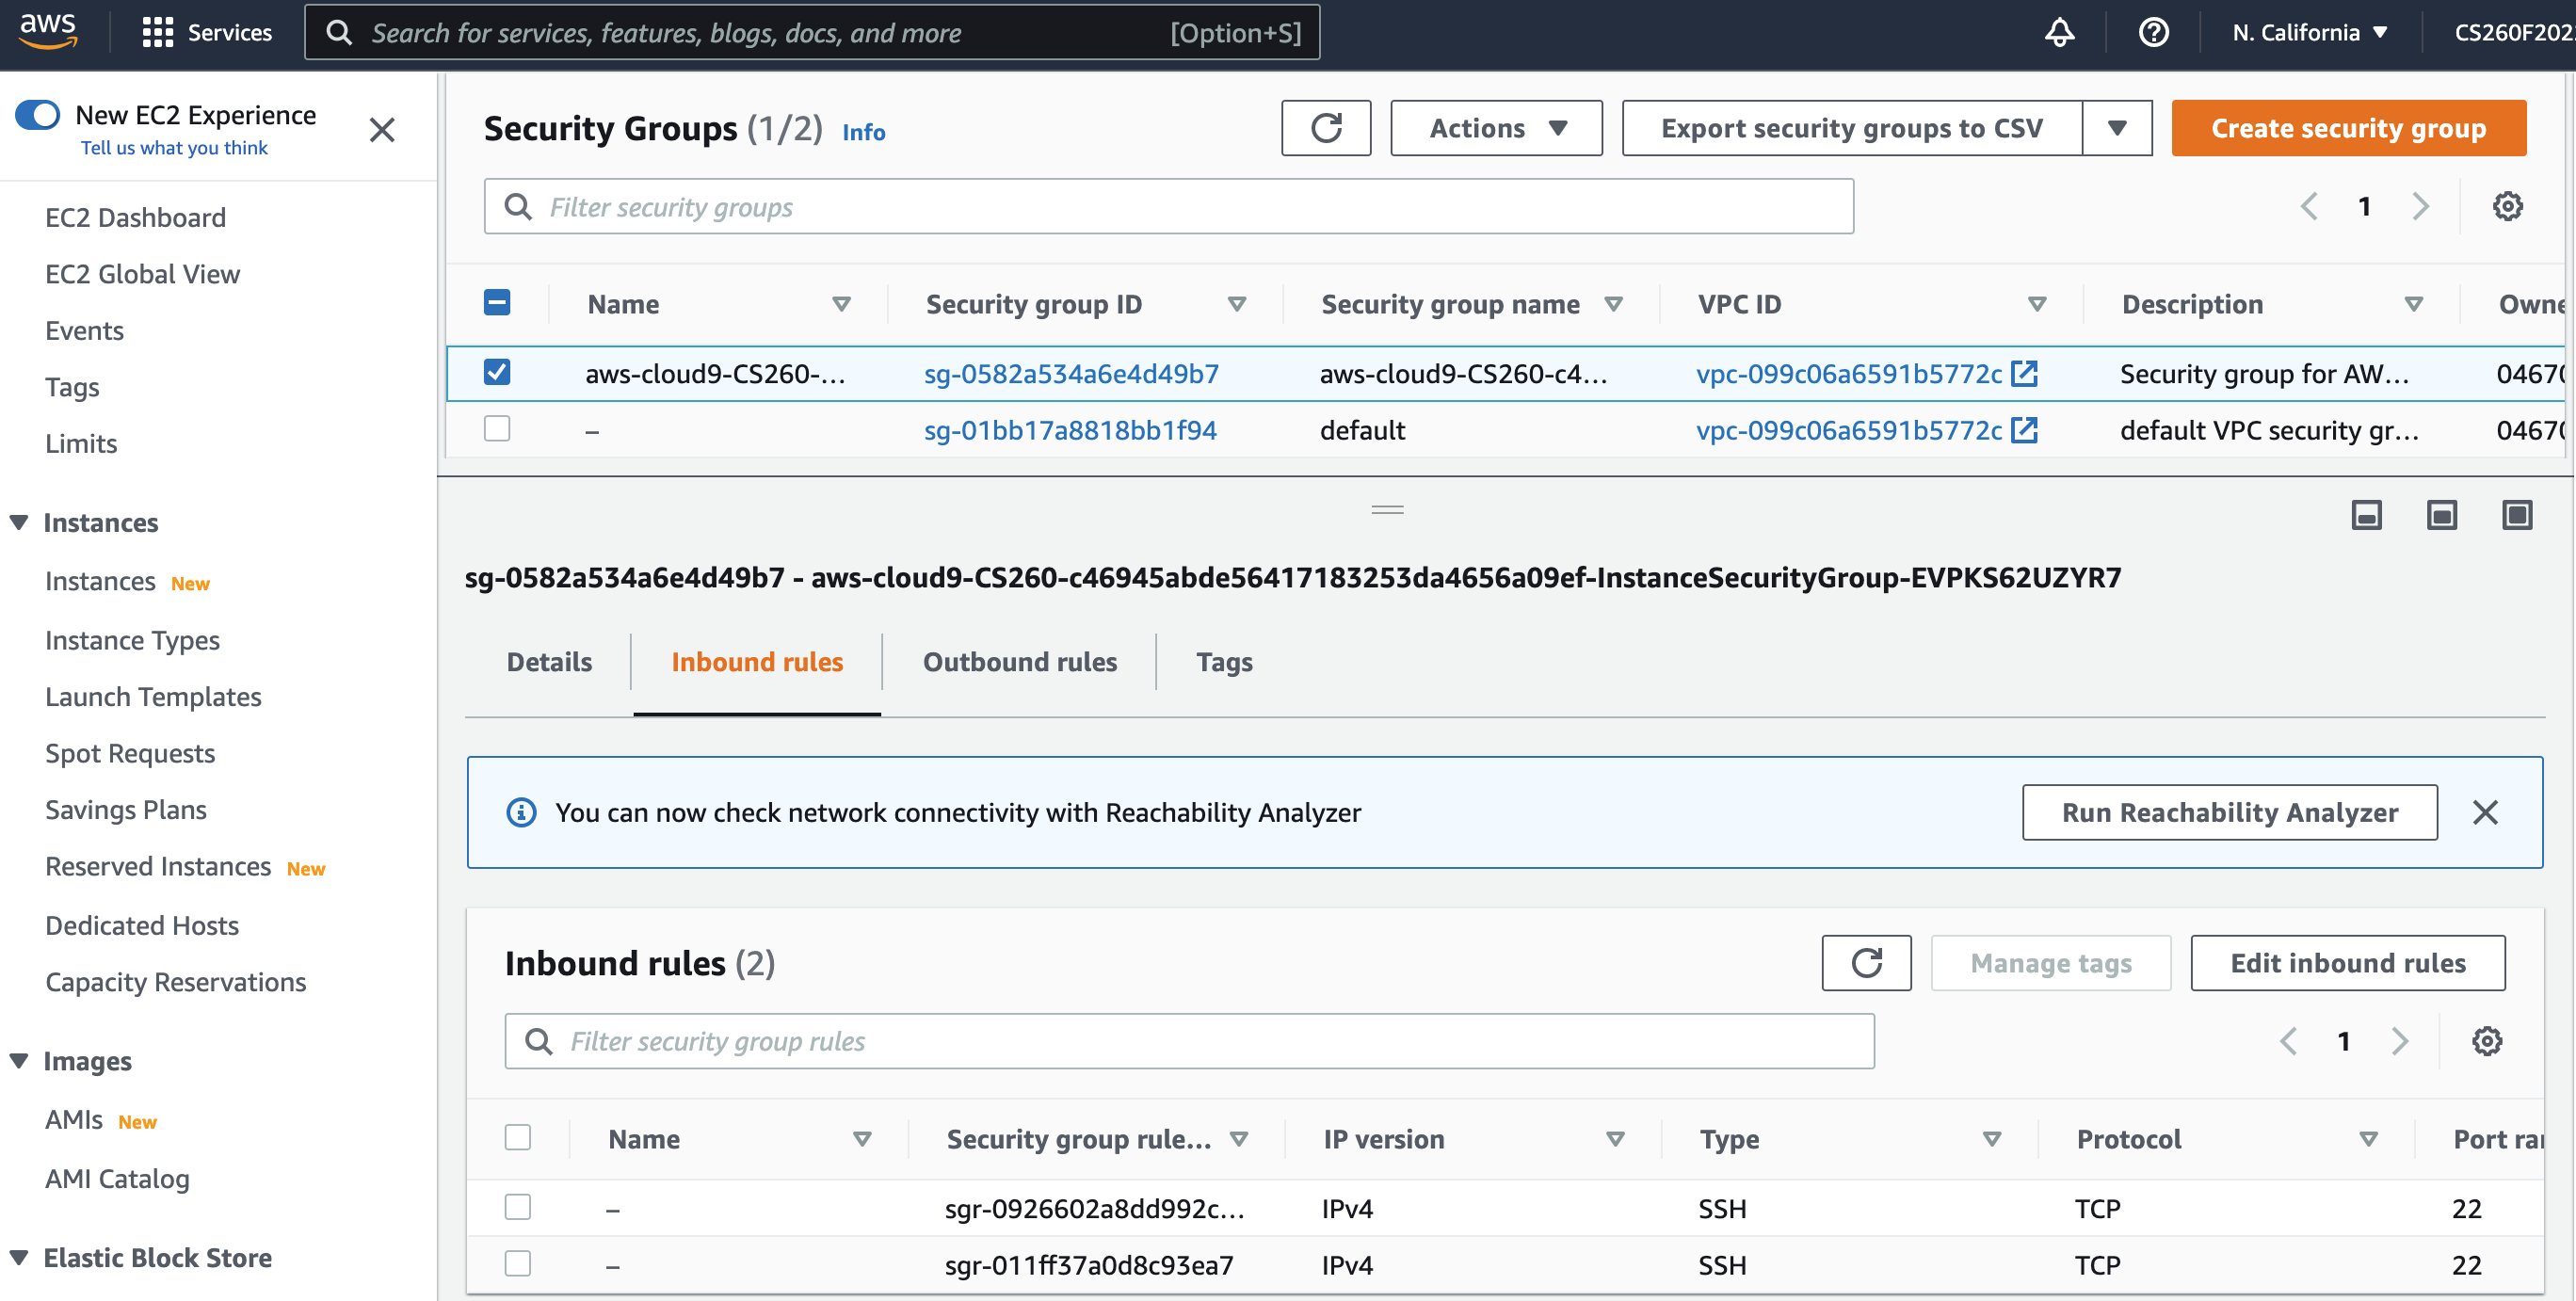 aws
Services
Search for services, features, blogs, docs, and more
[Option+S]
N. California
CS260F202
New EC2 Experience
Tell us what you think
EC2 Dashboard
EC2 Global View
Events
Tags
Limits
Instances
Instances New
Instance Types
Launch Templates
Spot Requests
Savings Plans
Reserved Instances New
Dedicated Hosts
Capacity Reservations
Images
AMIs New
AMI Catalog
Elastic Block Store
Security Groups (1/2) Info
Actions
Export security groups to CSV
Create security group
Filter security groups
1
Name Security group ID Security group name VPC ID Description Owne
aws-cloud9-CS260-... sg-0582a534a6e4d49b7 aws-cloud9-CS260-c4... vpc-099c06a6591b5772c Security group for AW... 0467
– sg-01bb17a8818bb1f94 default vpc-099c06a6591b5772c default VPC security gr... 0467
sg-0582a534a6e4d49b7 - aws-cloud9-CS260-c46945abde56417183253da4656a09ef-InstanceSecurityGroup-EVPKS62UZYR7
Details Inbound rules Outbound rules Tags
You can now check network connectivity with Reachability Analyzer
Run Reachability Analyzer
Inbound rules (2)
Manage tags
Edit inbound rules
Filter security group rules
1
Name Security group rule... IP version Type Protocol Port ra
– sgr-0926602a8dd992c... IPv4 SSH TCP 22
– sgr-011ff37a0d8c93ea7 IPv4 SSH TCP 22